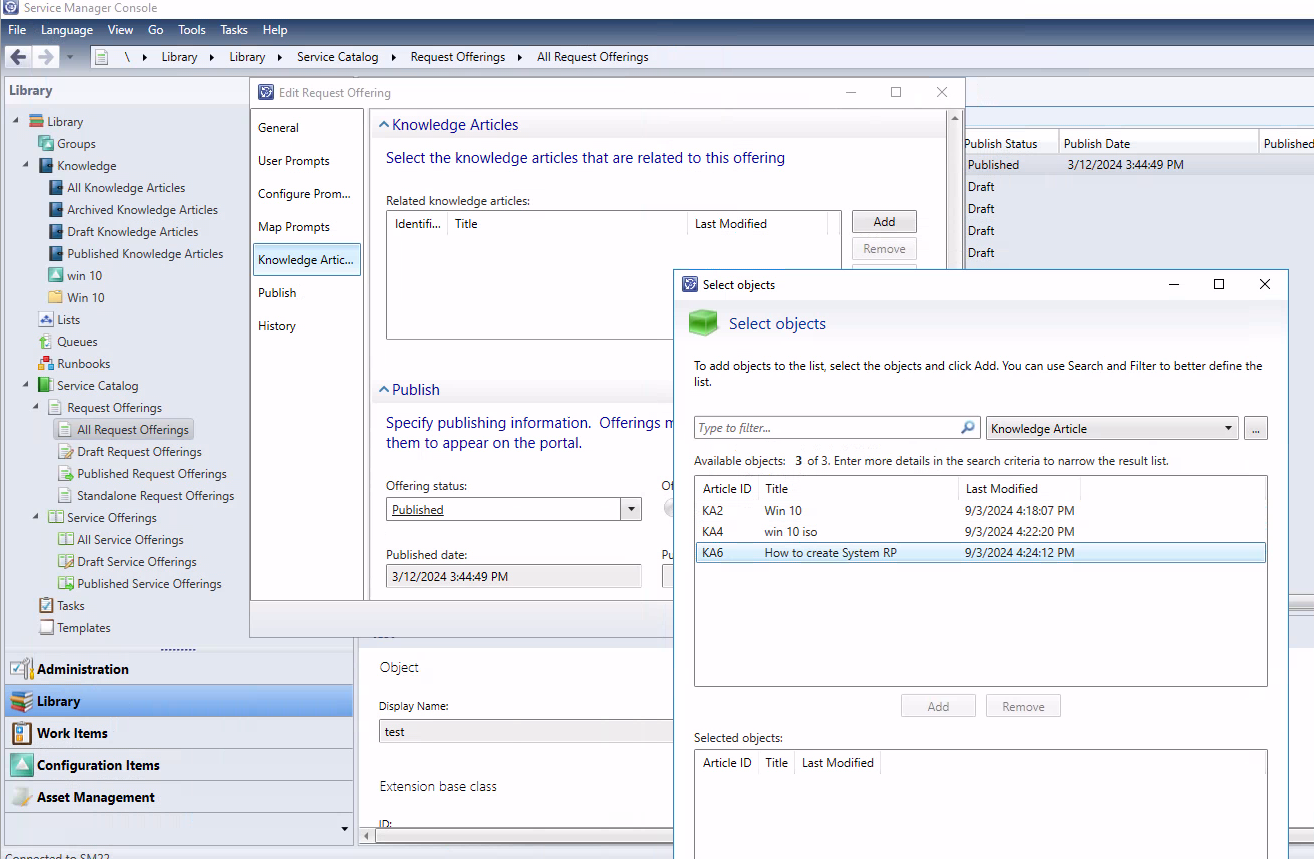 Service Manager Console
File Language View Go Tools Tasks Help
\ Library Library Service Catalog Request Offerings All Request Offerings
Library
Library
Groups
Knowledge
All Knowledge Articles
Archived Knowledge Articles
Draft Knowledge Articles
Published Knowledge Articles
win 10
Win 10
Lists
Queues
Runbooks
Service Catalog
Request Offerings
All Request Offerings
Draft Request Offerings
Published Request Offerings
Standalone Request Offerings
Service Offerings
All Service Offerings
Draft Service Offerings
Published Service Offerings
Tasks
Templates
Administration
Library
Work Items
Configuration Items
Asset Management
Connected to SM22
Edit Request Offering
General
User Prompts
Configure Prom...
Map Prompts
Knowledge Artic...
Publish
History
Knowledge Articles
Select the knowledge articles that are related to this offering
Related knowledge articles:
Identifi... Title Last Modified
Add
Remove
Publish
Specify publishing information. Offerings m
them to appear on the portal.
Offering status:
Published
Published date:
3/12/2024 3:44:49 PM
Publish Status Publish Date Published
Published 3/12/2024 3:44:49 PM
Draft
Draft
Draft
Draft
Object
Display Name:
test
Extension base class
ID:
Select objects
Select objects
To add objects to the list, select the objects and click Add. You can use Search and Filter to better define the
list.
Type to filter... Knowledge Article ...
Available objects: 3 of 3. Enter more details in the search criteria to narrow the result list.
Article ID Title Last Modified
KA2 Win 10 9/3/2024 4:18:07 PM
KA4 win 10 iso 9/3/2024 4:22:20 PM
KA6 How to create System RP 9/3/2024 4:24:12 PM
Add Remove
Selected objects:
Article ID Title Last Modified